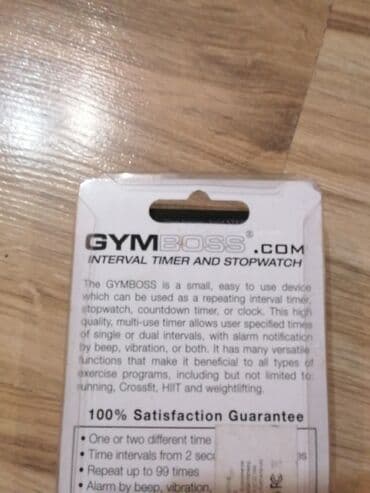 GYMBOSS® .COM
INTERVAL TIMER AND STOPWATCH
The GYMBOSS is a small, easy to use device
which can be used as a repeating interval timer,
stopwatch, countdown timer, or clock. This high
quality, multi-use timer allows user specified times
of single or dual intervals, with alarm notification
by beep, vibration, or both. It has many versatile
functions that make it beneficial to all types of
exercise programs, including but not limited to:
running, Crossfit, HIIT and weightlifting.
100% Satisfaction Guarantee
• One or two different time
• Time intervals from 2 sec
• Repeat up to 99 times
• Alarm by beep, vibration,